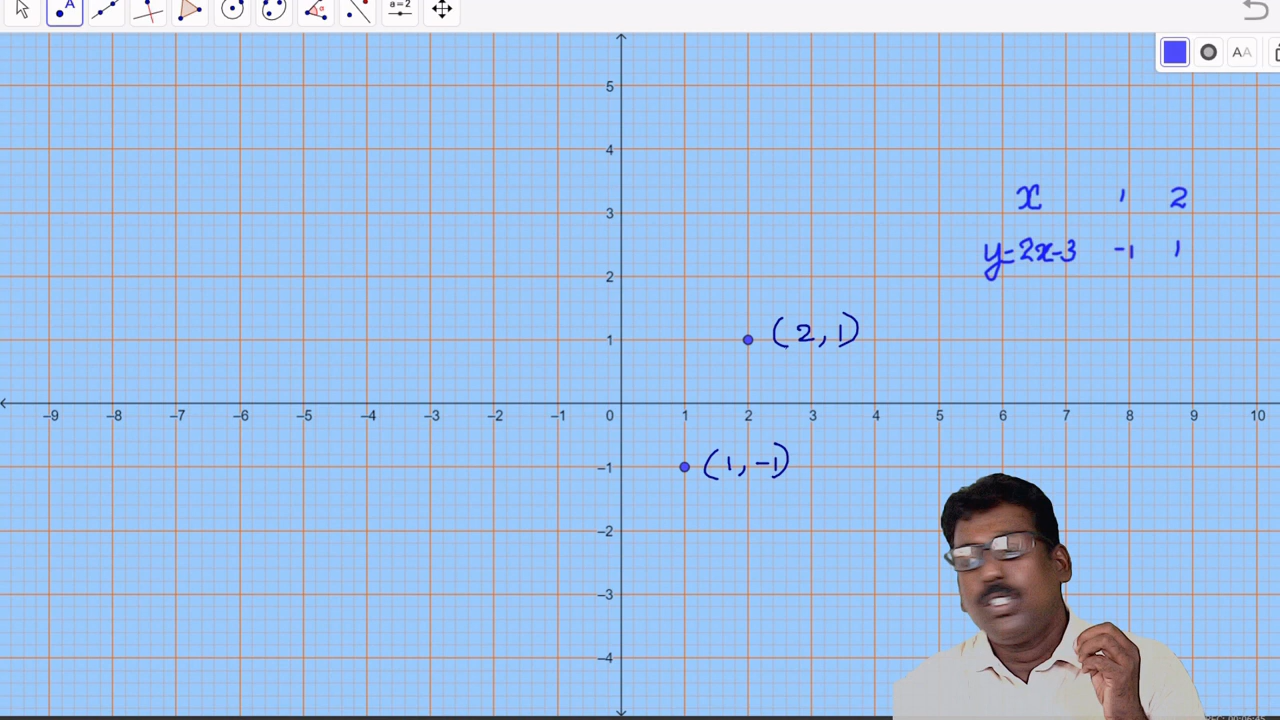 a=2
AA
5
4
x 1 2
3
y=2x-3 -1 1
2
1 (2,1)
-9 -8 -7 -6 -5 -4 -3 -2 -1 0 1 2 3 4 5 6 7 8 9 10
-1 (1,-1)
-2
-3
-4